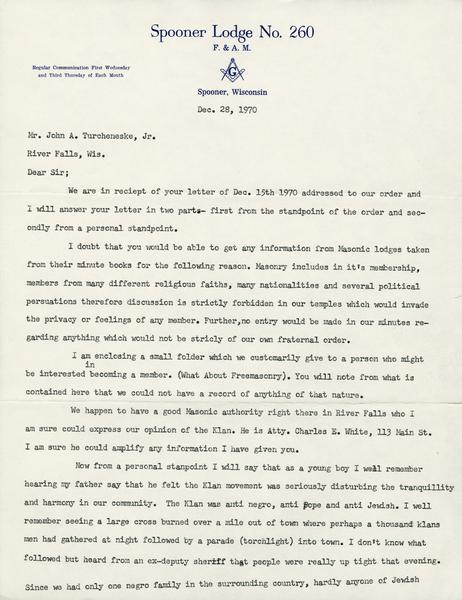 Spooner Lodge No. 260
F. & A. M.
G
Regular Communication First Wednesday
and Third Thursday of Each Month
Spooner, Wisconsin
Dec. 28, 1970
Mr. John A. Turcheneske, Jr.
River Falls, Wis.
Dear Sir;
We are in reciept of your letter of Dec. 15th 1970 addressed to our order and
I will answer your letter in two parts- first from the standpoint of the order and sec-
ondly from a personal standpoint.
I doubt that you would be able to get any information from Masonic lodges taken
from their minute books for the following reason. Masonry includes in it's membership,
members from many different religious faiths, many nationalities and several political
persuations therefore discussion is strictly forbidden in our temples which would invade
the privacy or feelings of any member. Further,no entry would be made in our minutes re-
garding anything which would not be stricly of our own fraternal order.
I am enclosing a small folder which we customarily give to a person who might
in
be interested becoming a member. (What About Freemasonry). You will note from what is
contained here that we could not have a record of anything of that nature.
We happen to have a good Masonic authority right there in River Falls who I
am sure could express our opinion of the Klan. He is Atty. Charles E. White, 113 Main St.
I am sure he could amplify any information I have given you.
Now from a personal stanpoint I will say that as a young boy I well remember
hearing my father say that he felt the Klan movement was seriously disturbing the tranquillity
and harmony in our community. The Klan was anti negro, anti Pope and anti Jewish. I well
remember seeing a large cross burned over a mile out of town where perhaps a thousand klans
men had gathered at night followed by a parade (torchlight) into town. I don't know what
followed but heard from an ex-deputy sheriff that people were really up tight that evening.
Since we had only one negro family in the surrounding country, hardly anyone of Jewish